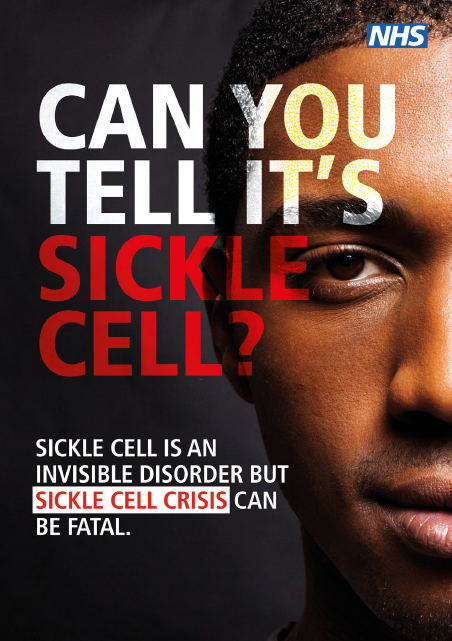 NHS
CAN YOU
TELL IT'S
SICKLE
CELL?
SICKLE CELL IS AN
INVISIBLE DISORDER BUT
SICKLE CELL CRISIS CAN
BE FATAL.